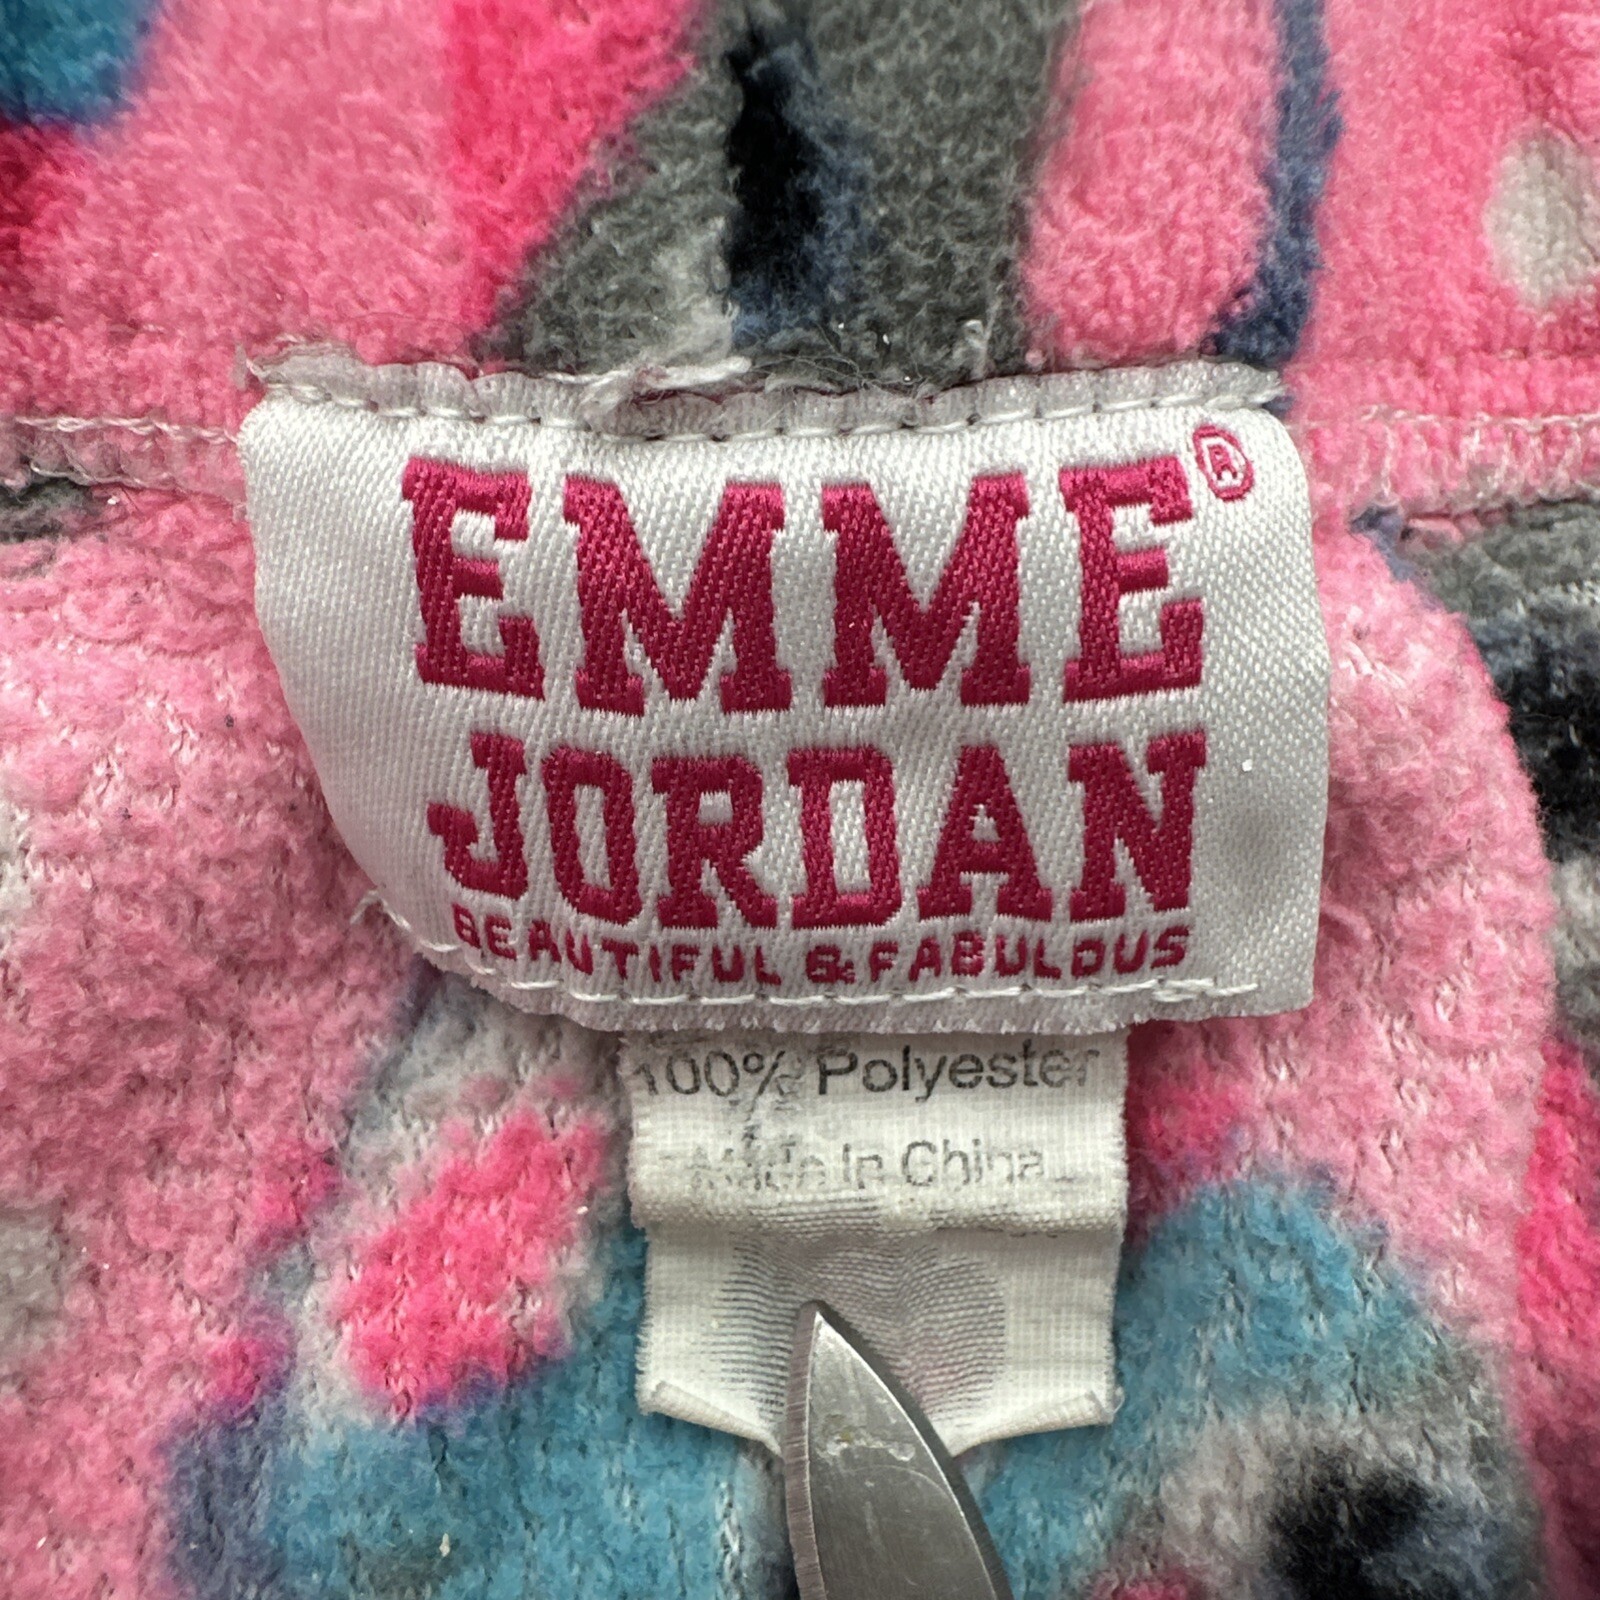 EMME®
JORDAN
BEAUTIFUL & FABULOUS
100% Polyester
Made In China